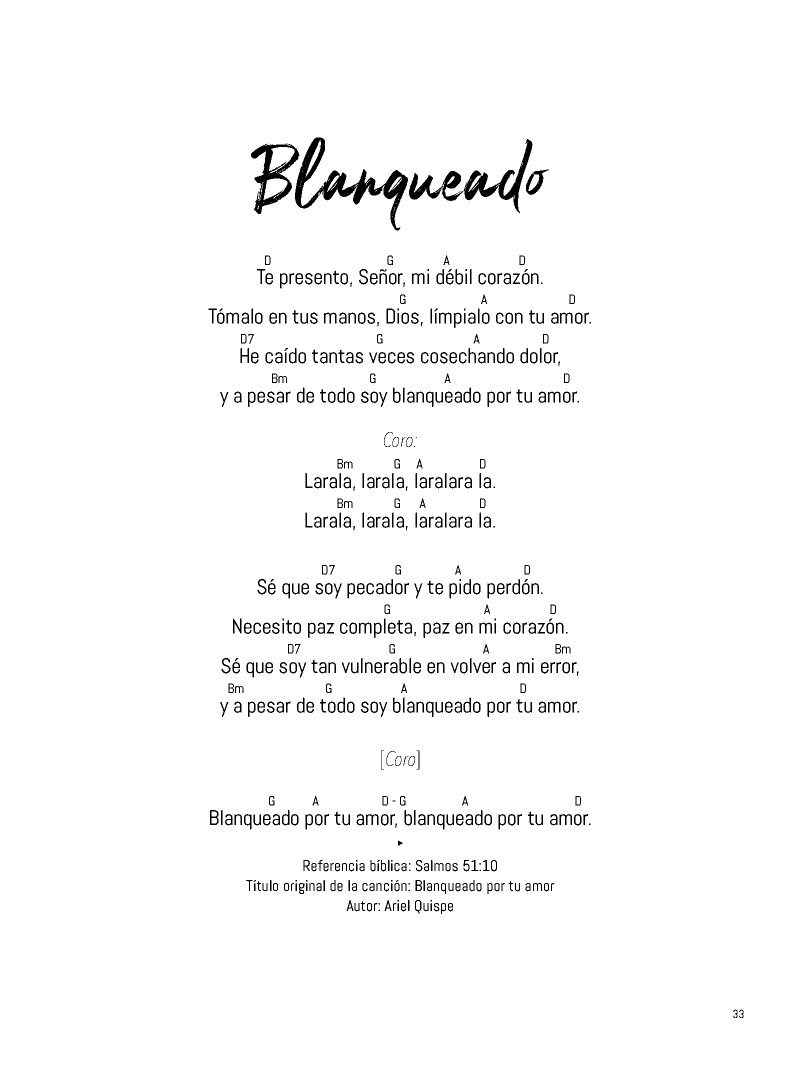 Blanqueado
D G A D
Te presento, Señor, mi débil corazón.
G A D
Tómalo en tus manos, Dios, límpialo con tu amor.
D7 G A D
He caído tantas veces cosechando dolor,
Bm G A D
y a pesar de todo soy blanqueado por tu amor.
Coro:
Bm G A D
Larala, larala, laralara la.
Bm G A D
Larala, larala, laralara la.
D7 G A D
Sé que soy pecador y te pido perdón.
G A D
Necesito paz completa, paz en mi corazón.
D7 G A Bm
Sé que soy tan vulnerable en volver a mi error,
Bm G A D
y a pesar de todo soy blanqueado por tu amor.
[Coro]
G A D - G A D
Blanqueado por tu amor, blanqueado por tu amor.
Referencia bíblica: Salmos 51:10
Título original de la canción: Blanqueado por tu amor
Autor: Ariel Quispe
33